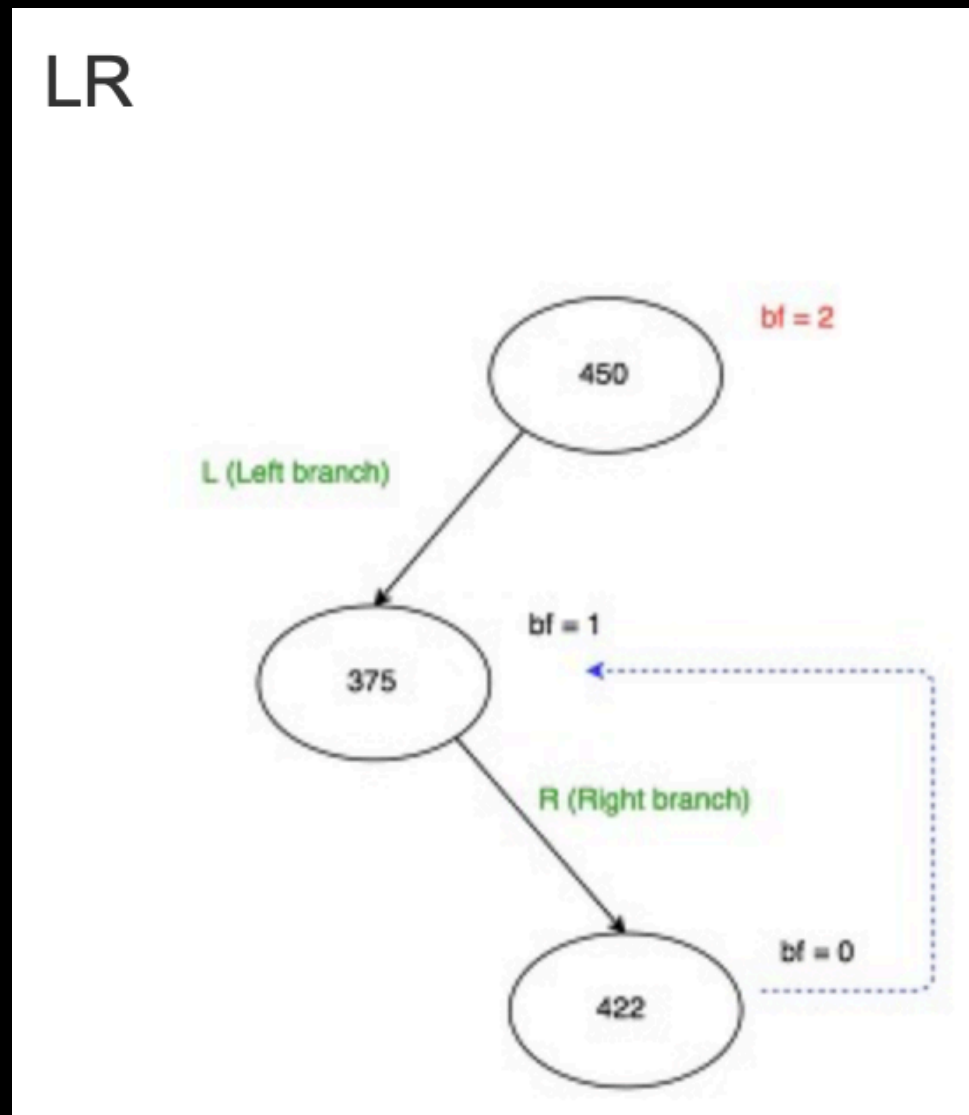 LR
bf = 2
450
L (Left branch)
bf = 1
375
R (Right branch)
bf = 0
422